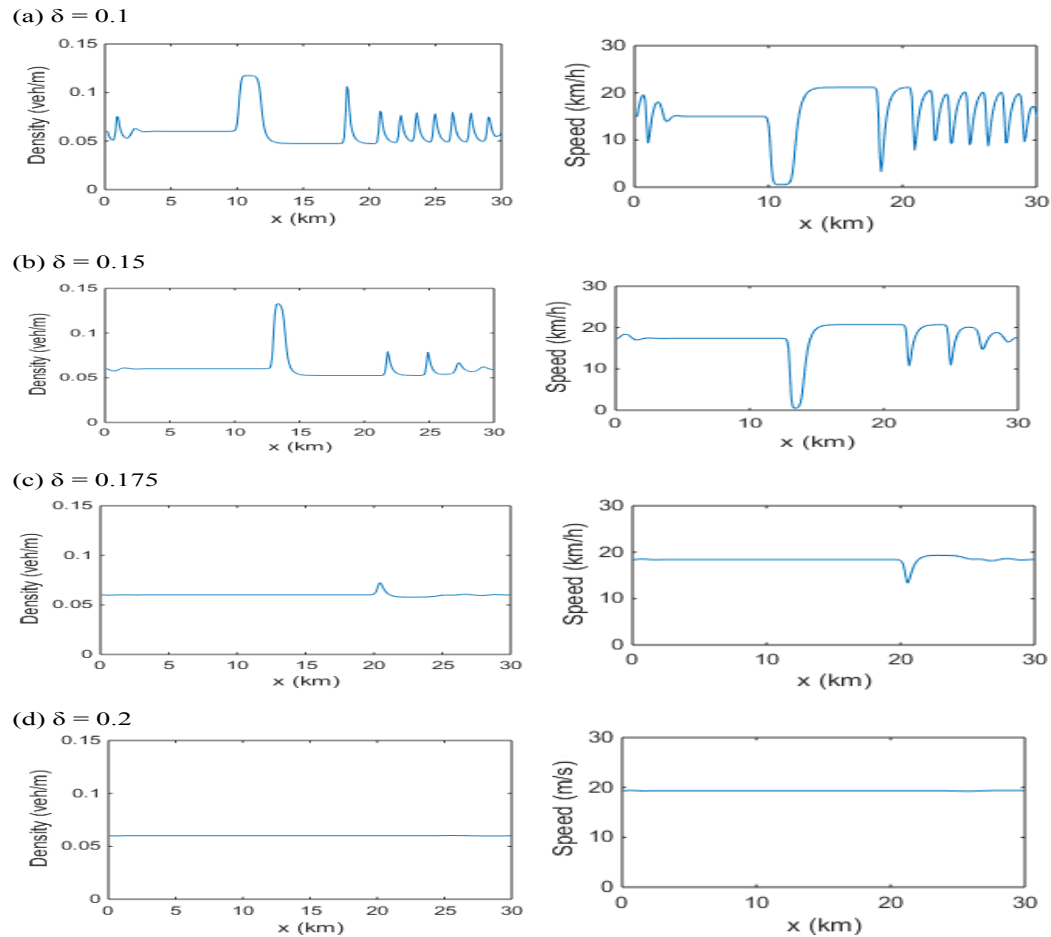 (a) δ = 0.1
Density (veh/m)
0.15
0.1
0.05
0
0 5 10 15 20 25 30
x (km)
Speed (km/h)
30
20
10
0
0 10 20 30
x (km)
(b) δ = 0.15
Density (veh/m)
0.15
0.1
0.05
0
0 5 10 15 20 25 30
x (km)
Speed (km/h)
30
20
10
0
0 10 20 30
x (km)
(c) δ = 0.175
Density (veh/m)
0.15
0.1
0.05
0
0 5 10 15 20 25 30
x (km)
Speed (km/h)
30
20
10
0
0 10 20 30
x (km)
(d) δ = 0.2
Density (veh/m)
0.15
0.1
0.05
0
0 5 10 15 20 25 30
x (km)
Speed (m/s)
30
20
10
0
0 10 20 30
x (km)